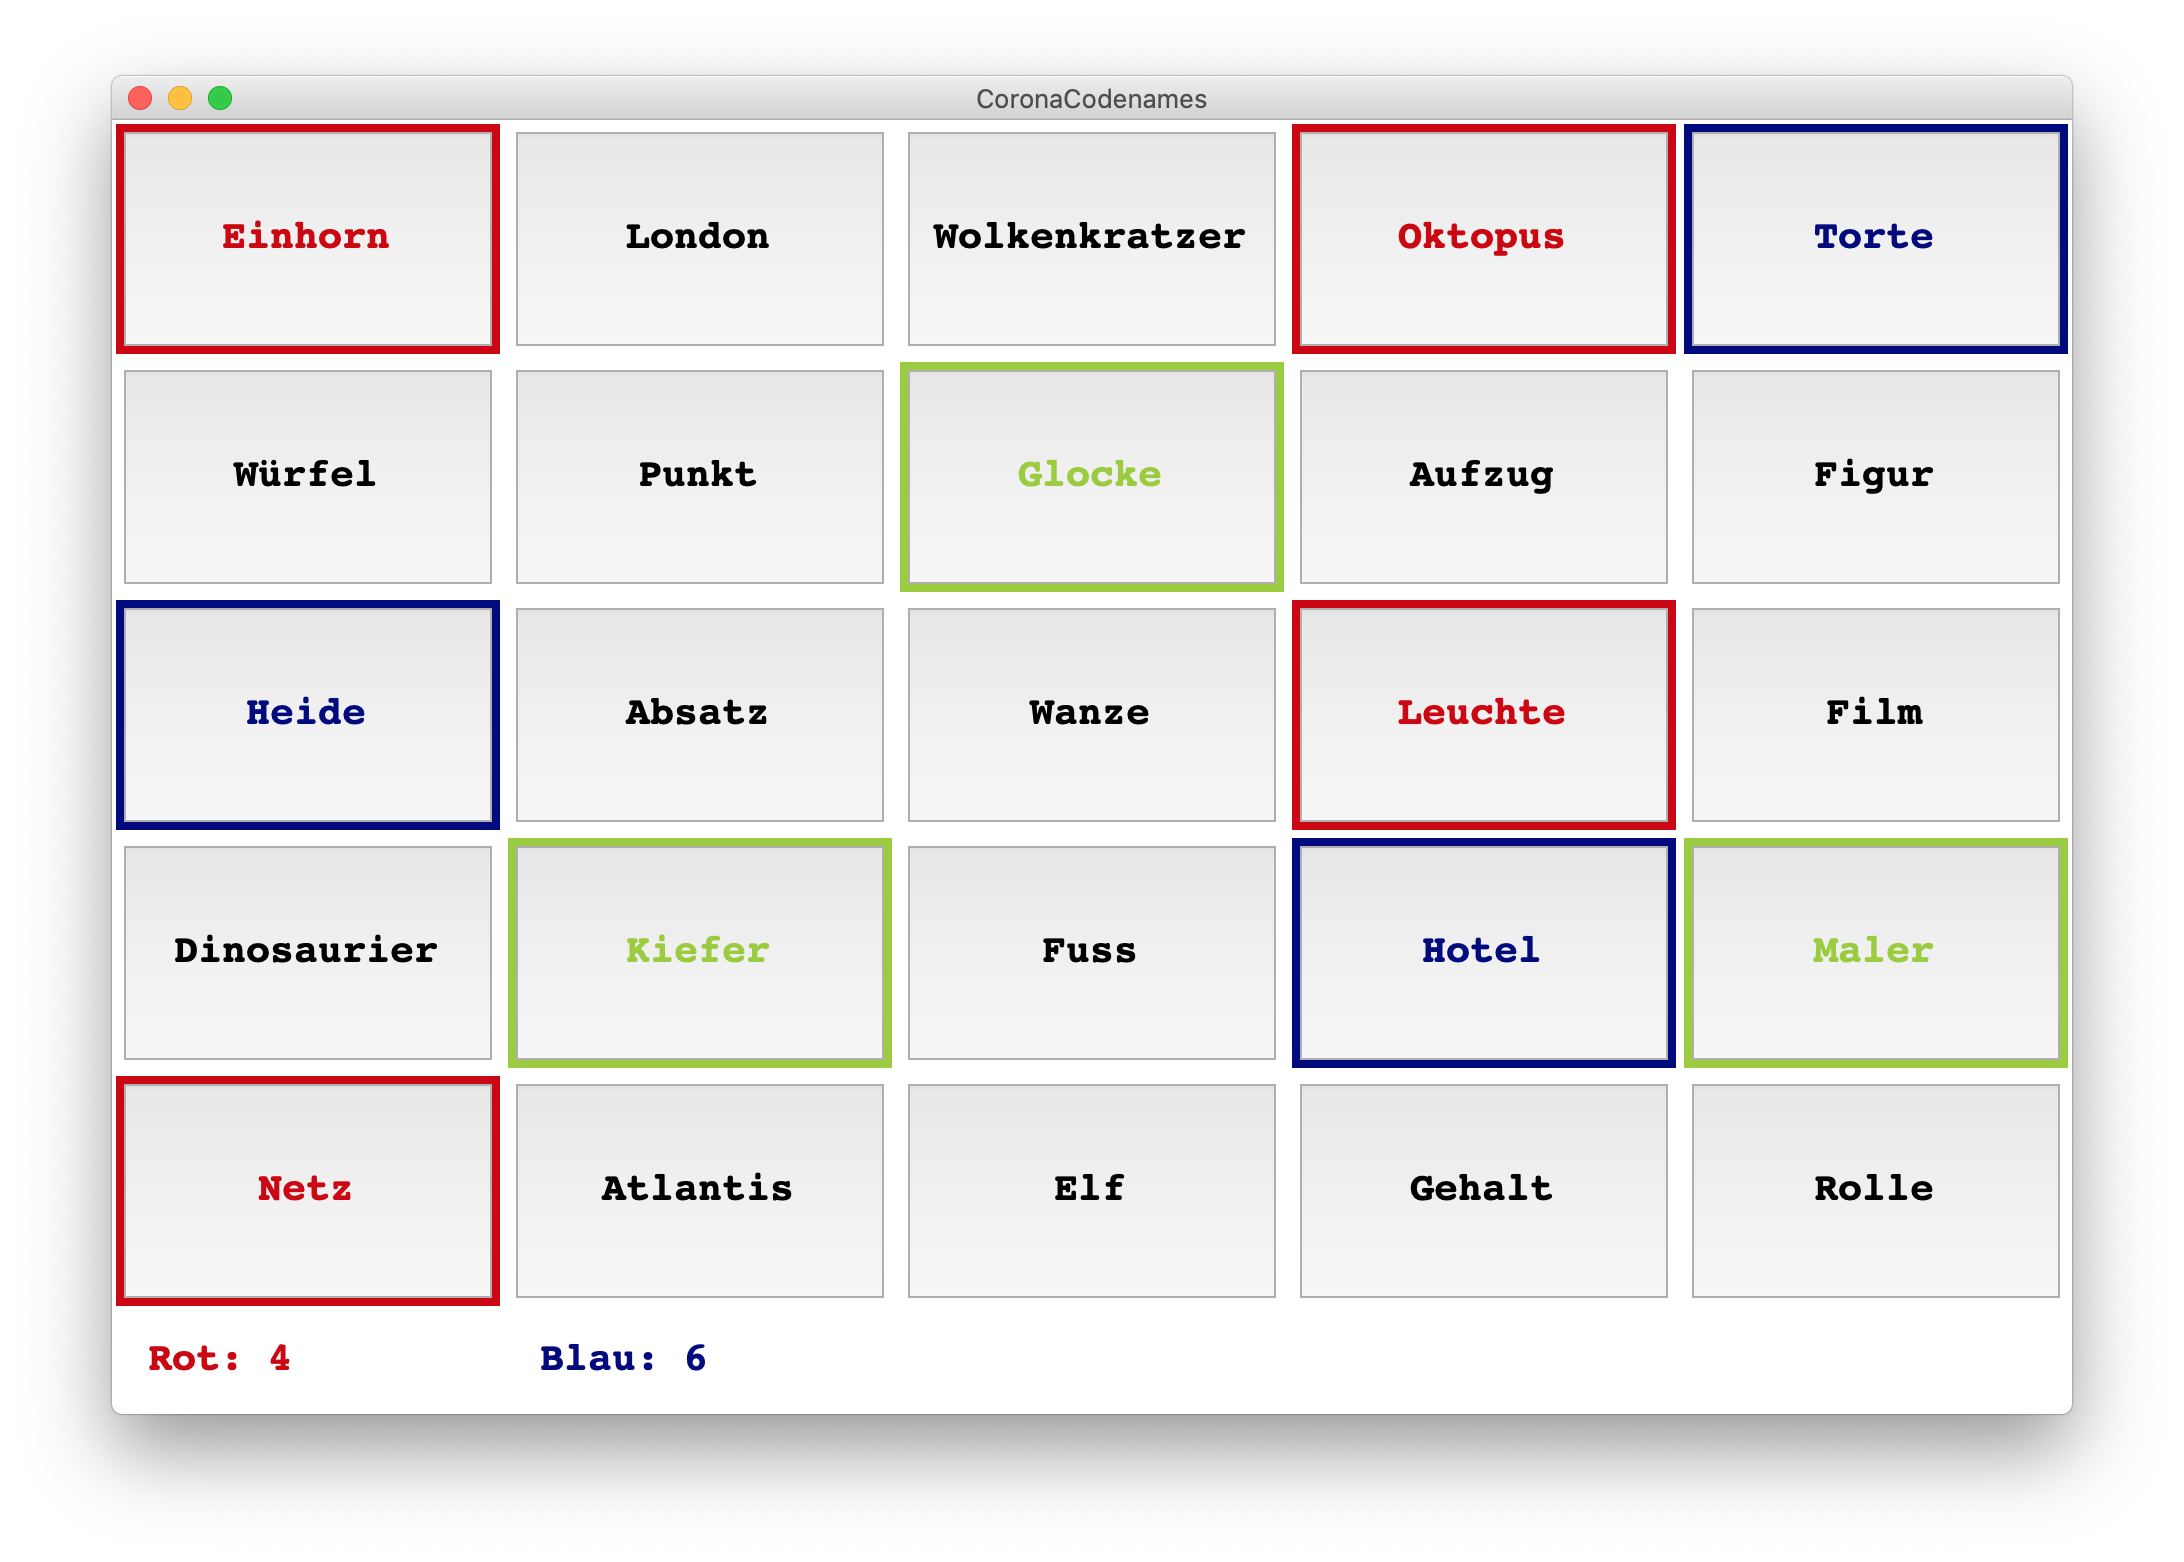 CoronaCodenames
Einhorn London Wolkenkratzer Oktopus Torte
Würfel Punkt Glocke Aufzug Figur
Heide Absatz Wanze Leuchte Film
Dinosaurier Kiefer Fuss Hotel Maler
Netz Atlantis Elf Gehalt Rolle
Rot: 4 Blau: 6